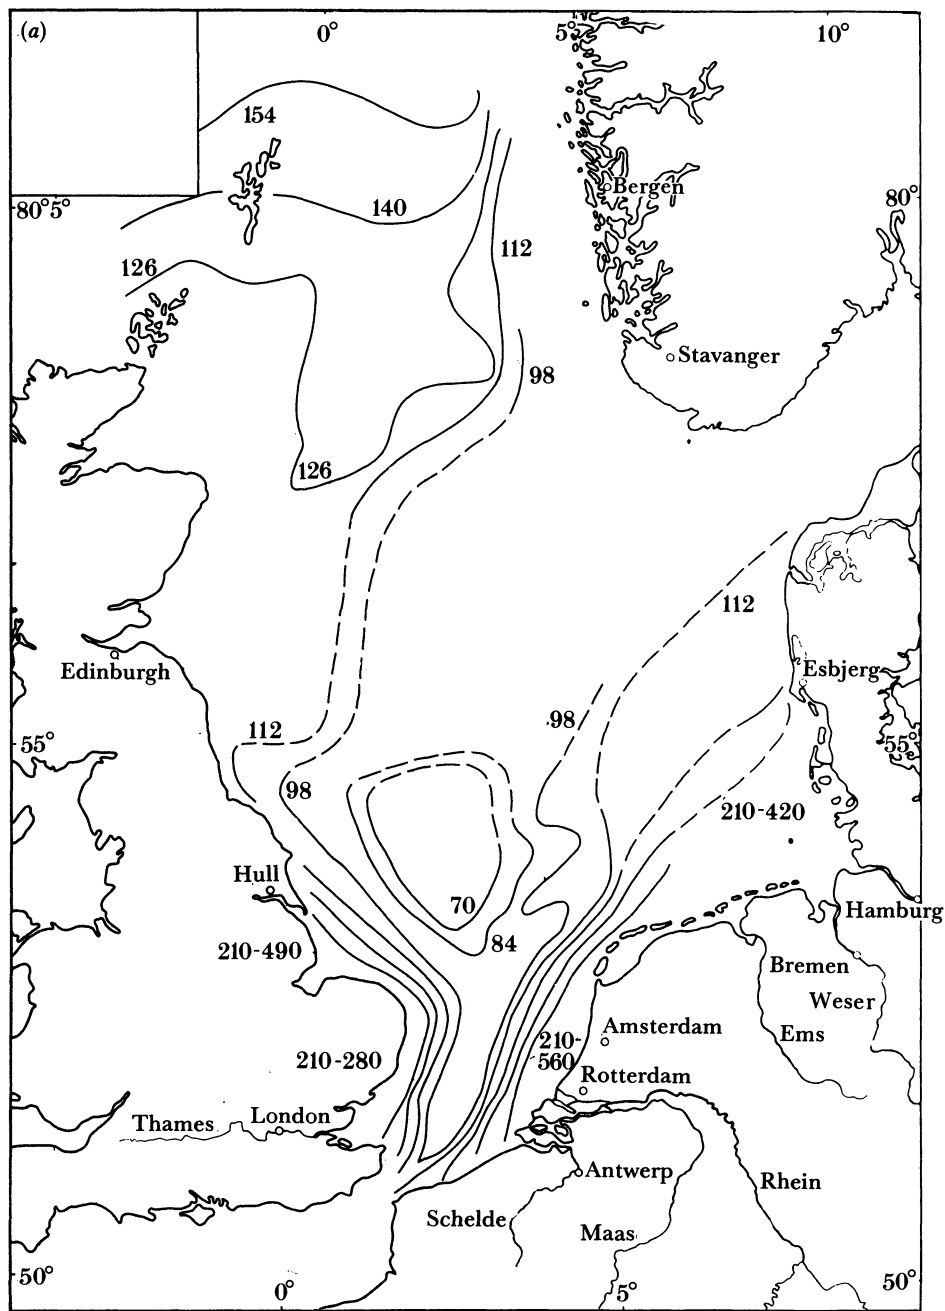 (a)
0°
5°
10°
154
Bergen
80° 5°
80°
140
112
126
Stavanger
98
126
112
Edinburgh
Esbjerg
98
112
55°
55°
98
210-420
Hull
70
Hamburg
84
210-490
Bremen
Weser
Amsterdam
Ems
210-
560
210-280
Rotterdam
Thames
London
Antwerp
Rhein
Schelde
Maas
50°
0°
5°
50°